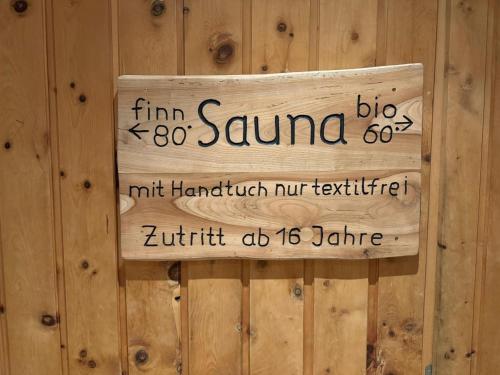 finn Sauna bio
←80° 60°→
mit Handtuch nur textilfrei
Zutritt ab 16 Jahre